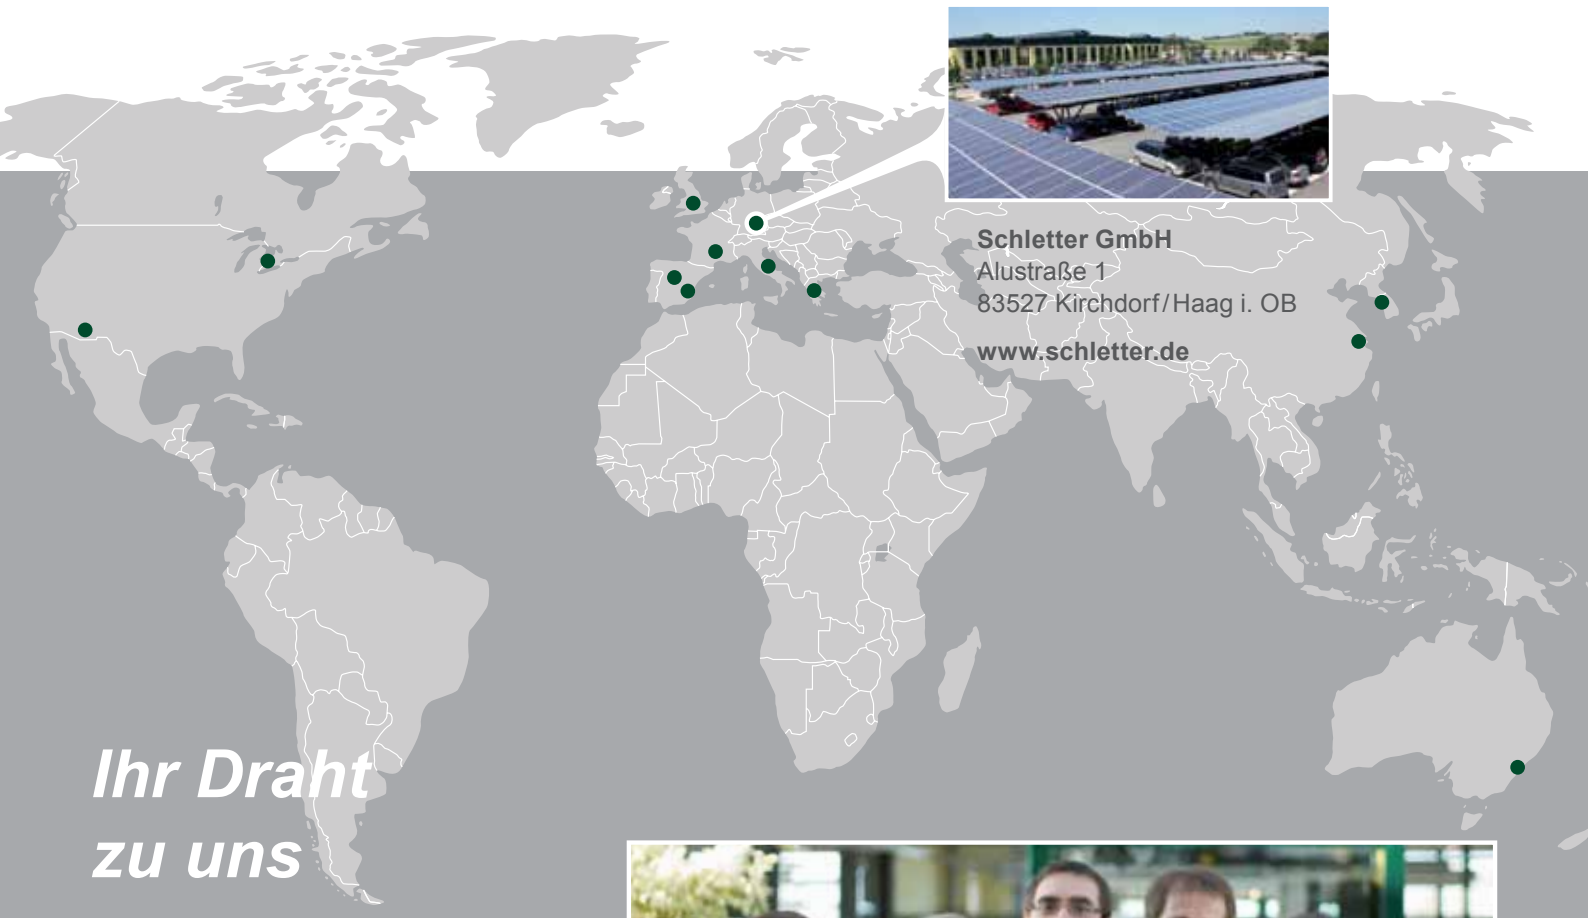 Schletter GmbH
Alustraße 1
83527 Kirchdorf/Haag i. OB
www.schletter.de
Ihr Draht
zu uns